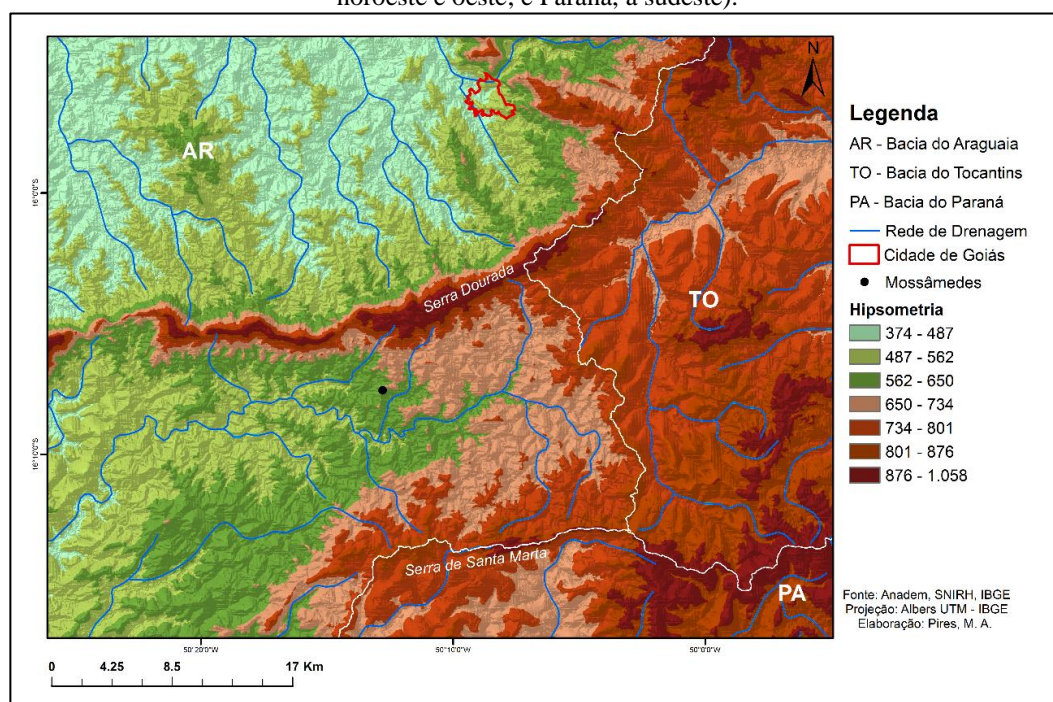 noroeste e oeste; e Paraná, a sudeste).
N
AR
TO
PA
Serra Dourada
Serra de Santa Marta
16°0'0"S
16°10'0"S
50°20'0"W
50°10'0"W
50°0'0"W
0 4.25 8.5 17 Km
Legenda
AR - Bacia do Araguaia
TO - Bacia do Tocantins
PA - Bacia do Paraná
Rede de Drenagem
Cidade de Goiás
Mossâmedes
Hipsometria
374 - 487
487 - 562
562 - 650
650 - 734
734 - 801
801 - 876
876 - 1.058
Fonte: Anadem, SNIRH, IBGE
Projeção: Albers UTM - IBGE
Elaboração: Pires, M. A.